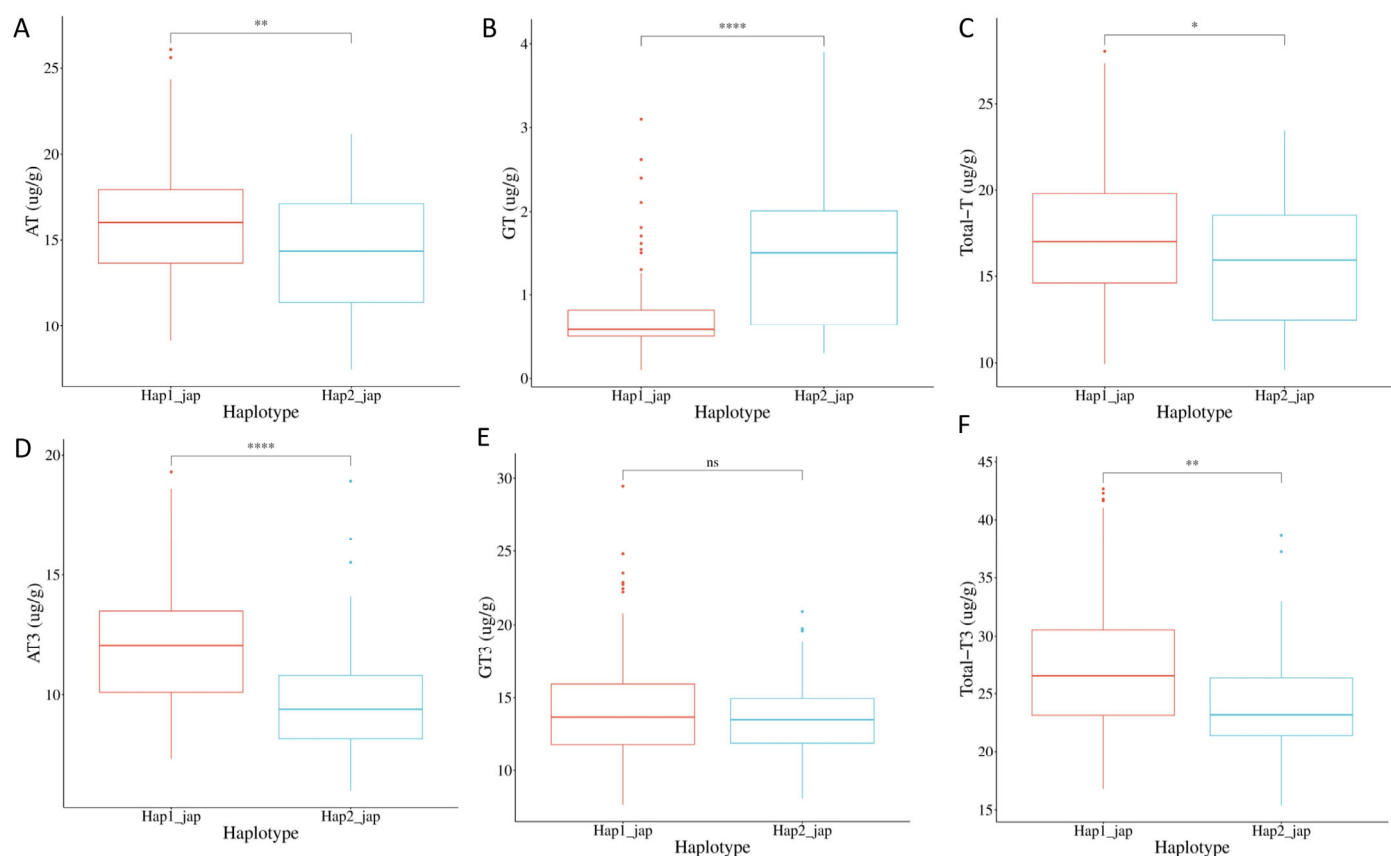 A
**
AT (ug/g)
25
20
15
10
Hap1_jap
Hap2_jap
Haplotype
B
****
GT (ug/g)
4
3
2
1
0
Hap1_jap
Hap2_jap
Haplotype
C
*
Total−T (ug/g)
25
20
15
10
Hap1_jap
Hap2_jap
Haplotype
D
****
AT3 (ug/g)
20
15
10
Hap1_jap
Hap2_jap
Haplotype
E
ns
GT3 (ug/g)
30
25
20
15
10
Hap1_jap
Hap2_jap
Haplotype
F
**
Total−T3 (ug/g)
45
40
35
30
25
20
15
Hap1_jap
Hap2_jap
Haplotype